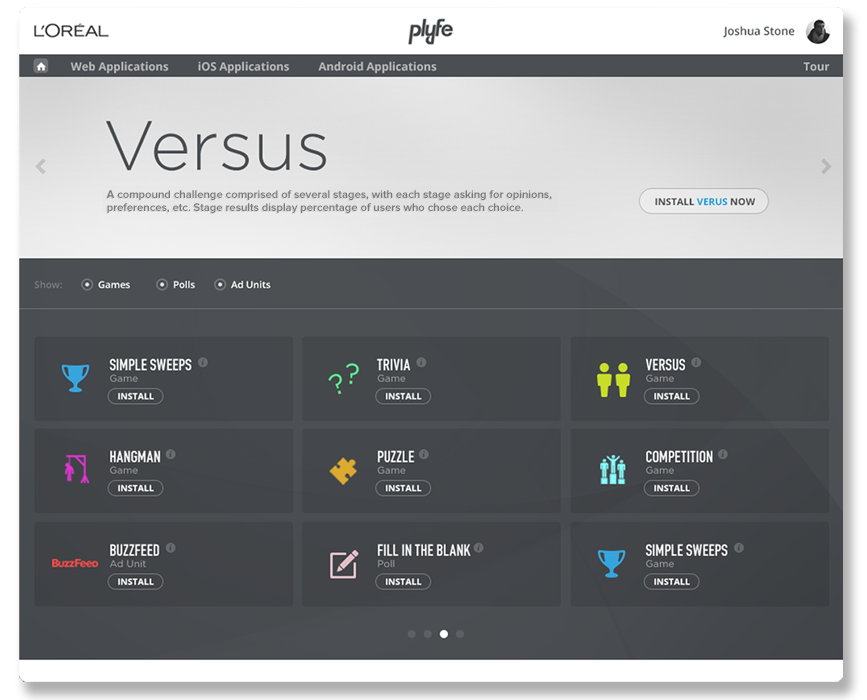 L'ORÉAL
plyfe
Joshua Stone
Web Applications
iOS Applications
Android Applications
Tour
Versus
A compound challenge comprised of several stages, with each stage asking for opinions,
preferences, etc. Stage results display percentage of users who chose each choice.
INSTALL VERUS NOW
Show:
Games
Polls
Ad Units
SIMPLE SWEEPS
Game
INSTALL
TRIVIA
Game
INSTALL
VERSUS
Game
INSTALL
HANGMAN
Game
INSTALL
PUZZLE
Game
INSTALL
COMPETITION
Game
INSTALL
BuzzFeed
BUZZFEED
Ad Unit
INSTALL
FILL IN THE BLANK
Poll
INSTALL
SIMPLE SWEEPS
Game
INSTALL